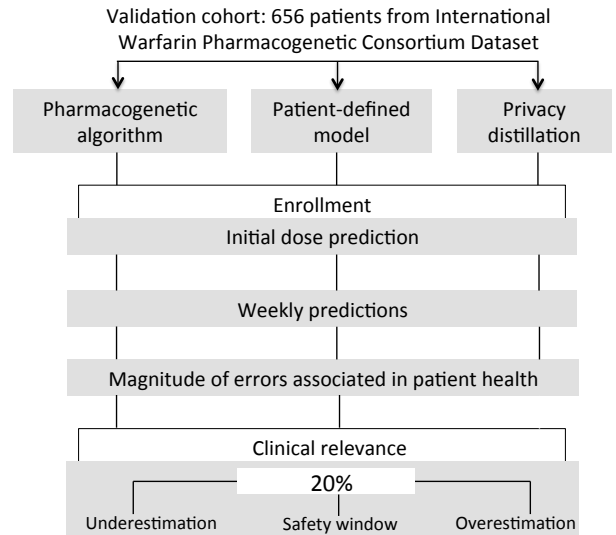 Validation cohort: 656 patients from International
Warfarin Pharmacogenetic Consortium Dataset
Pharmacogenetic
algorithm
Patient-defined
model
Privacy
distillation
Enrollment
Initial dose prediction
Weekly predictions
Magnitude of errors associated in patient health
Clinical relevance
20%
Underestimation
Safety window
Overestimation